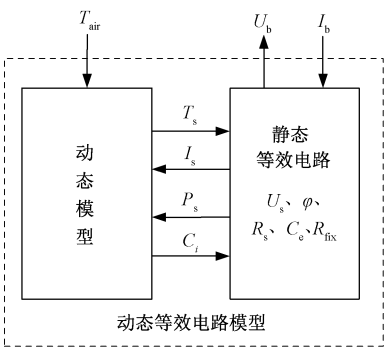 T_air
U_b
I_b
动
态
模
型
T_s
I_s
P_s
C_i
静态
等效电路
U_s、φ、
R_s、C_e、R_fix
动态等效电路模型